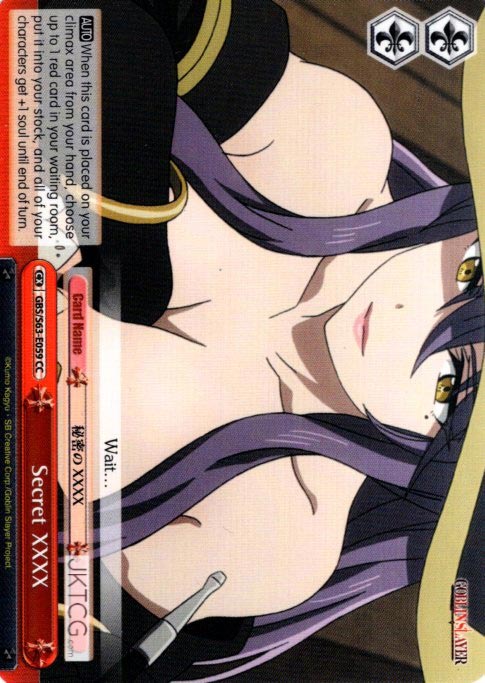 AUTO When this card is placed on your
climax area from your hand, choose
up to 1 red card in your waiting room,
put it into your stock, and all of your
characters get +1 soul until end of turn.
Wait...
Card Name
秘密の XXXX
JKTCG.com
CX
GBS/S63-E059 CC
Secret XXXX
©Kumo Kagyu・SB Creative Corp./Goblin Slayer Project.
GOBLIN SLAYER